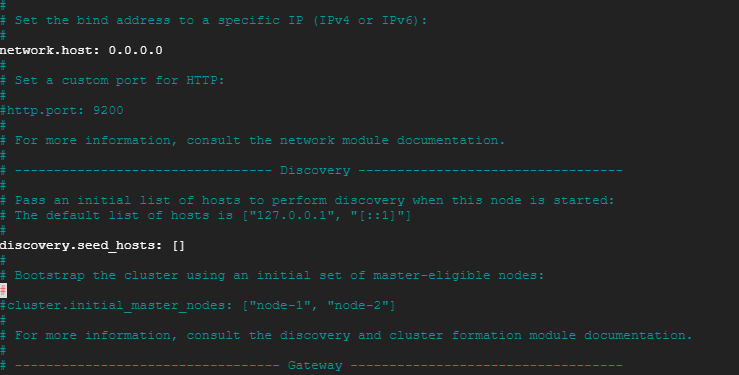 #
# Set the bind address to a specific IP (IPv4 or IPv6):
#
network.host: 0.0.0.0
#
# Set a custom port for HTTP:
#
#http.port: 9200
#
# For more information, consult the network module documentation.
#
# --------------------------------- Discovery ----------------------------------
#
# Pass an initial list of hosts to perform discovery when this node is started:
# The default list of hosts is ["127.0.0.1", "[::1]"]
#
discovery.seed_hosts: []
#
# Bootstrap the cluster using an initial set of master-eligible nodes:
#
#cluster.initial_master_nodes: ["node-1", "node-2"]
#
# For more information, consult the discovery and cluster formation module documentation.
#
# ---------------------------------- Gateway -----------------------------------